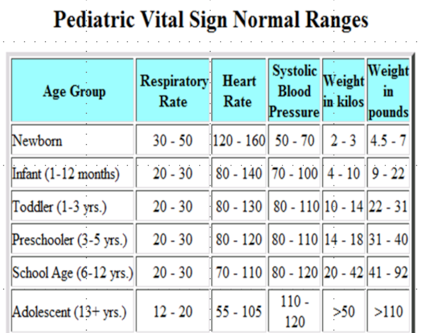 Pediatric Vital Sign Normal Ranges
Age Group Respiratory Rate Heart Rate Systolic Blood Pressure Weight in kilos Weight in pounds
Newborn 30 - 50 120 - 160 50 - 70 2 - 3 4.5 - 7
Infant (1-12 months) 20 - 30 80 - 140 70 - 100 4 - 10 9 - 22
Toddler (1-3 yrs.) 20 - 30 80 - 130 80 - 110 10 - 14 22 - 31
Preschooler (3-5 yrs.) 20 - 30 80 - 120 80 - 110 14 - 18 31 - 40
School Age (6-12 yrs.) 20 - 30 70 - 110 80 - 120 20 - 42 41 - 92
Adolescent (13+ yrs.) 12 - 20 55 - 105 110 - 120 >50 >110